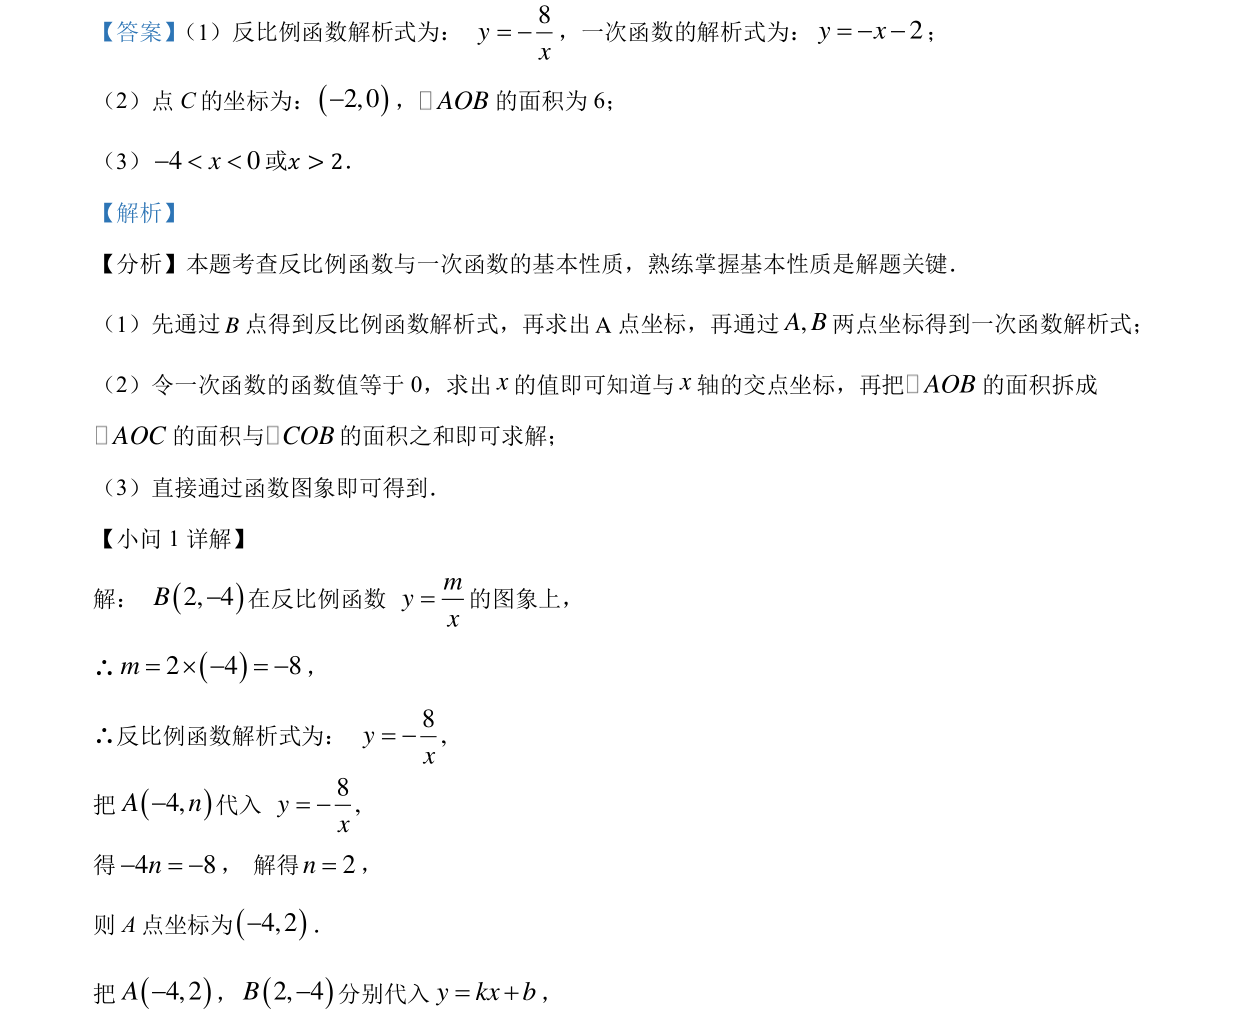 【答案】（1）反比例函数解析式为： y=−8/x，一次函数的解析式为：y=−x−2；
（2）点 C 的坐标为：(−2,0)，□AOB 的面积为 6；
（3）−4<x<0或x > 2．
【解析】
【分析】本题考查反比例函数与一次函数的基本性质，熟练掌握基本性质是解题关键．
（1）先通过 B 点得到反比例函数解析式，再求出 A 点坐标，再通过 A,B 两点坐标得到一次函数解析式；
（2）令一次函数的函数值等于 0，求出 x 的值即可知道与 x 轴的交点坐标，再把□AOB 的面积拆成
□AOC 的面积与□COB 的面积之和即可求解；
（3）直接通过函数图象即可得到．
【小问 1 详解】
解： B(2,−4)在反比例函数 y=m/x 的图象上，
∴m=2×(−4)=−8，
∴反比例函数解析式为： y=−8/x,
把 A(−4,n)代入 y=−8/x,
得−4n=−8， 解得n=2，
则 A 点坐标为(−4,2)．
把 A(−4,2)，B(2,−4)分别代入 y=kx+b，